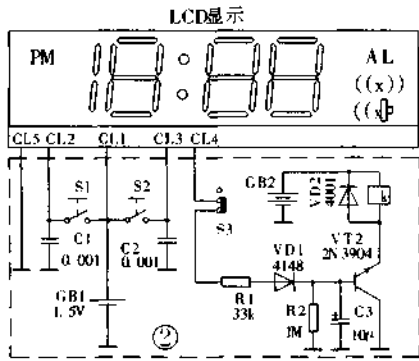 LCD显示
PM
18:88
AL
((x))
((x
CL5 CL2 CL1 CL3 CL4
S1
S2
GB2
VD2
4001
K
S3
C1
0.001
C2
0.001
VD1
4148
VT2
2N3904
GB1
1.5V
R1
33k
R2
1M
C3
10μ
②